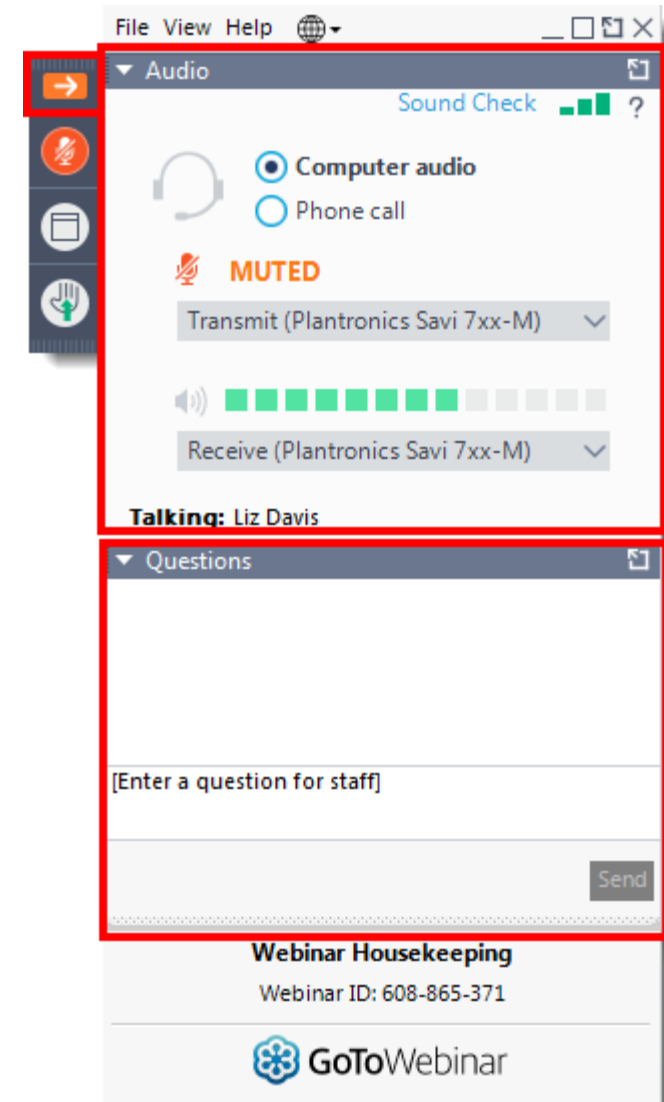 File View Help
Audio
Sound Check ?
Computer audio
Phone call
MUTED
Transmit (Plantronics Savi 7xx-M)
Receive (Plantronics Savi 7xx-M)
Talking: Liz Davis
Questions
[Enter a question for staff]
Send
Webinar Housekeeping
Webinar ID: 608-865-371
GoToWebinar